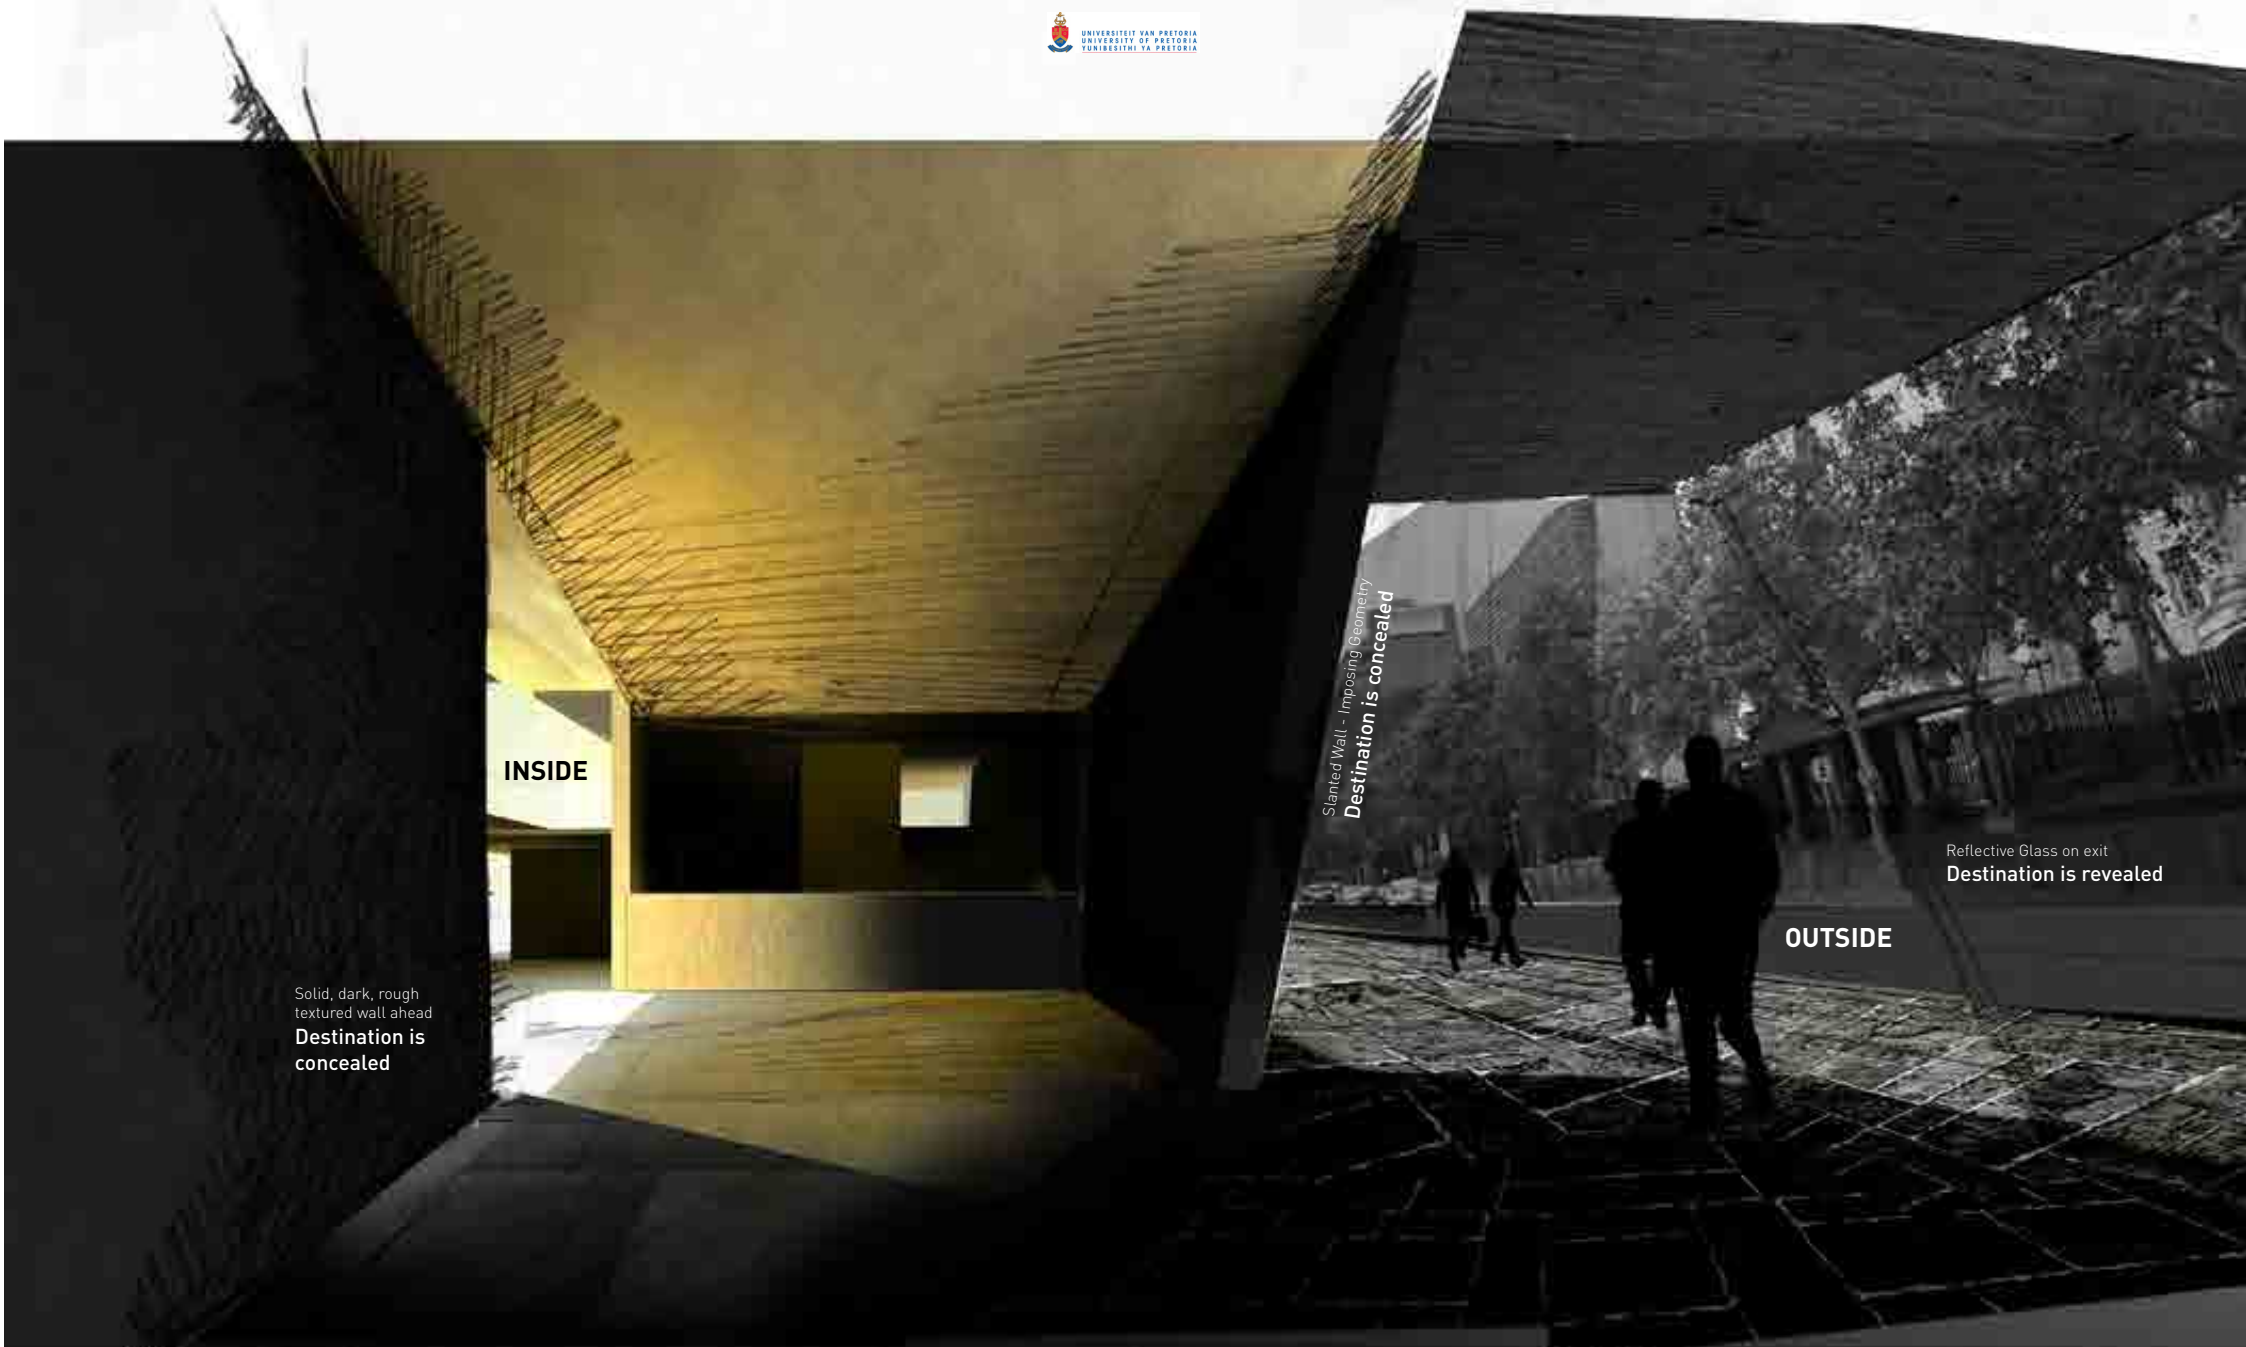 UNIVERSITEIT VAN PRETORIA
UNIVERSITY OF PRETORIA
YUNIBESITHI YA PRETORIA
INSIDE
Solid, dark, rough
textured wall ahead
Destination is
concealed
Slanted Wall - Imposing Geometry
Destination is concealed
Reflective Glass on exit
Destination is revealed
OUTSIDE